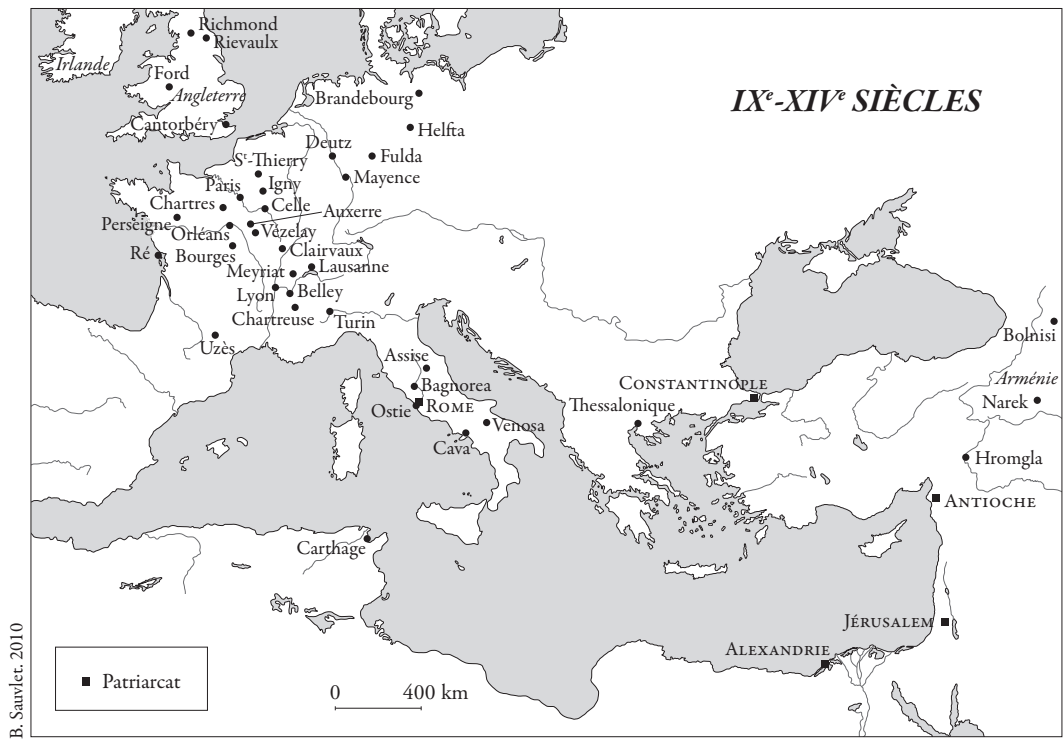 Richmond
Rievaulx
Irlande
Ford
Angleterre
Cantorbéry
IXe-XIVe SIÈCLES
Brandebourg
Helfta
Deutz
Fulda
St-Thierry
Mayence
Paris
Igny
Chartres
Celle
Auxerre
Perseigne
Orléans
Vézelay
Ré
Bourges
Clairvaux
Meyriat
Lausanne
Lyon
Belley
Chartreuse
Turin
Uzès
Bolnisi
Assise
Arménie
Bagnorea
CONSTANTINOPLE
Narek
Ostie
ROME
Thessalonique
Venosa
Cava
Hromgla
ANTIOCHE
Carthage
JÉRUSALEM
ALEXANDRIE
Patriarcat
0 400 km
B. Sauvlet. 2010